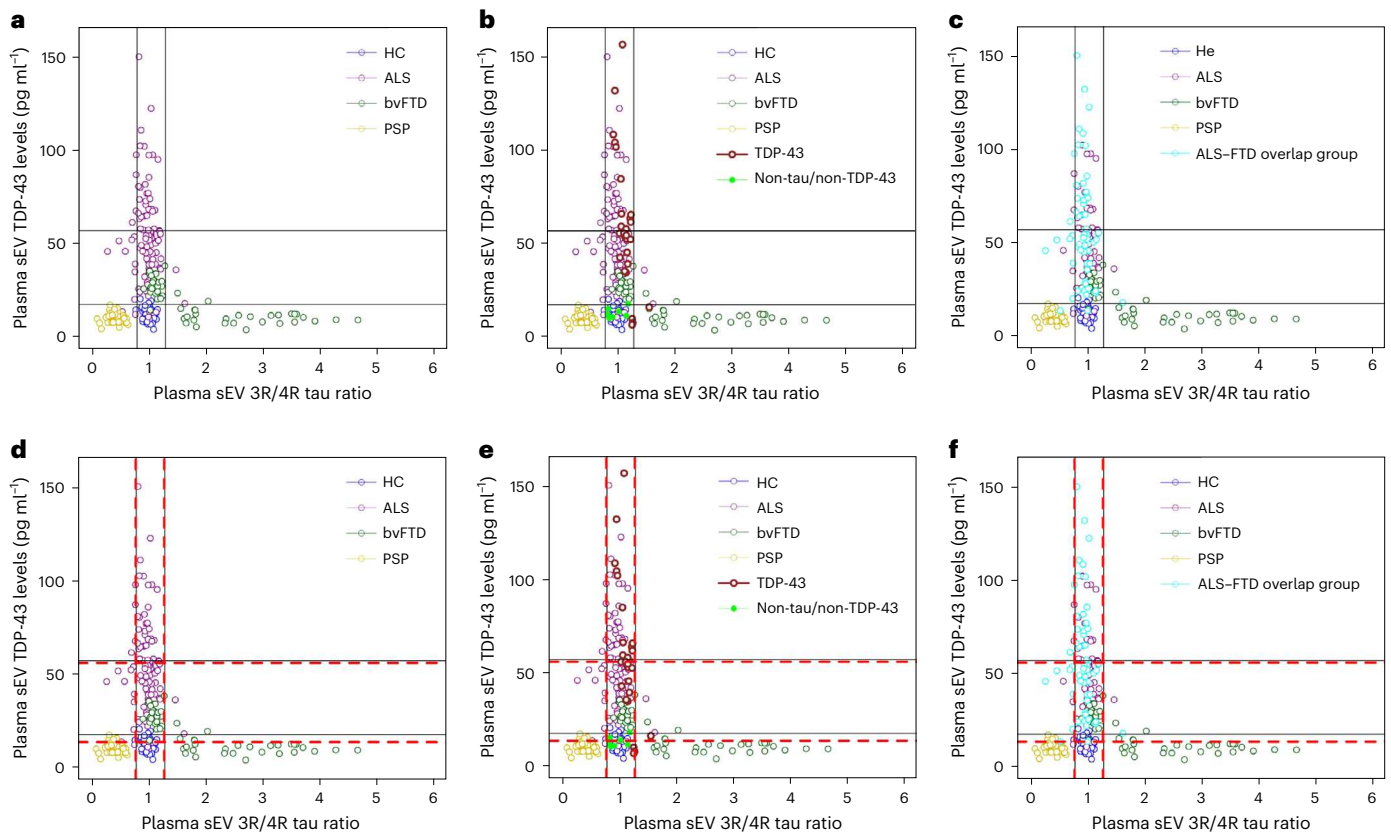 a
Plasma sEV TDP-43 levels (pg ml⁻¹)
150
100
50
0
HC
ALS
bvFTD
PSP
0 1 2 3 4 5 6
Plasma sEV 3R/4R tau ratio
b
Plasma sEV TDP-43 levels (pg ml⁻¹)
150
100
50
0
HC
ALS
bvFTD
PSP
TDP-43
Non-tau/non-TDP-43
0 1 2 3 4 5 6
Plasma sEV 3R/4R tau ratio
c
Plasma sEV TDP-43 levels (pg ml⁻¹)
150
100
50
0
He
ALS
bvFTD
PSP
ALS–FTD overlap group
0 1 2 3 4 5 6
Plasma sEV 3R/4R tau ratio
d
Plasma sEV TDP-43 levels (pg ml⁻¹)
150
100
50
0
HC
ALS
bvFTD
PSP
0 1 2 3 4 5 6
Plasma sEV 3R/4R tau ratio
e
Plasma sEV TDP-43 levels (pg ml⁻¹)
150
100
50
0
HC
ALS
bvFTD
PSP
TDP-43
Non-tau/non-TDP-43
0 1 2 3 4 5 6
Plasma sEV 3R/4R tau ratio
f
Plasma sEV TDP-43 levels (pg ml⁻¹)
150
100
50
0
HC
ALS
bvFTD
PSP
ALS–FTD overlap group
0 1 2 3 4 5 6
Plasma sEV 3R/4R tau ratio